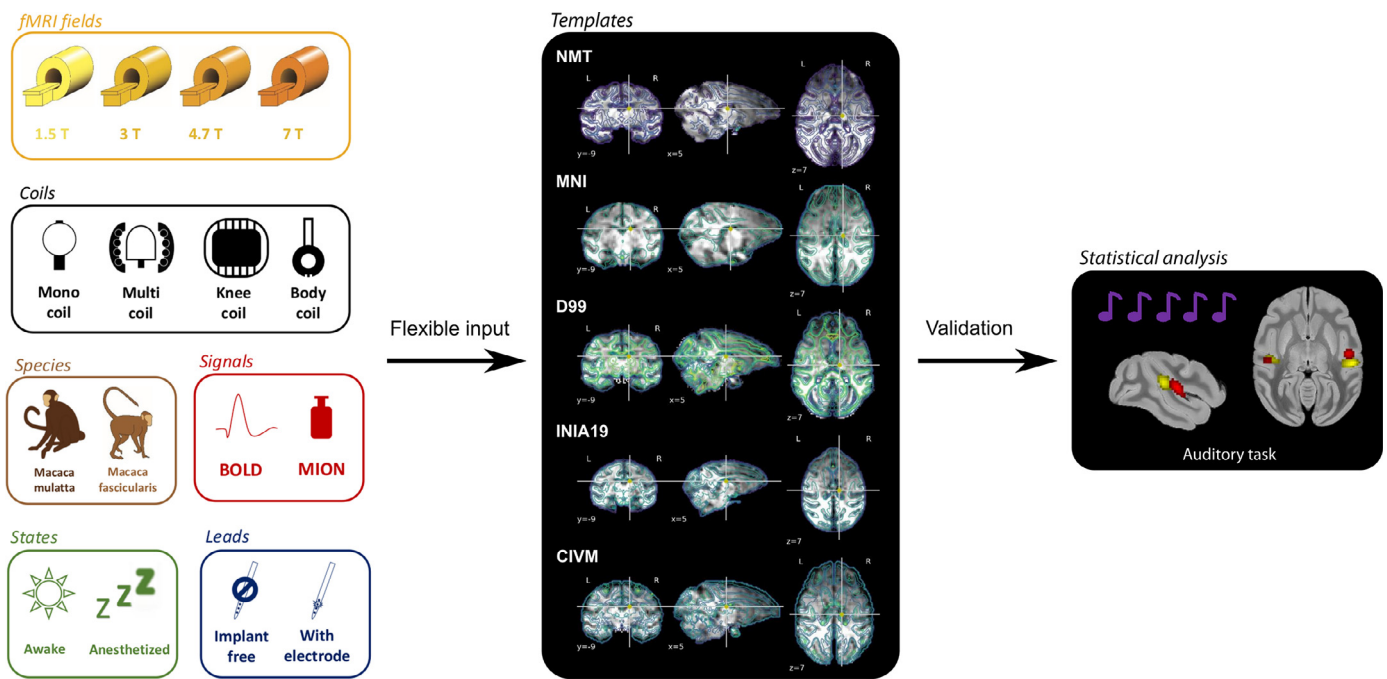 fMRI fields
1.5 T 3 T 4.7 T 7 T
Coils
Mono coil
Multi coil
Knee coil
Body coil
Species
Macaca mulatta
Macaca fascicularis
Signals
BOLD MION
States
Awake Anesthetized
Leads
Implant free
With electrode
Flexible input
Templates
NMT
L R L R
y=-9 x=5 z=7
MNI
L R L R
y=-9 x=5 z=7
D99
L R L R
y=-9 x=5 z=7
INIA19
L R L R
y=-9 x=5 z=7
CIVM
L R L R
y=-9 x=5 z=7
Validation
Statistical analysis
Auditory task